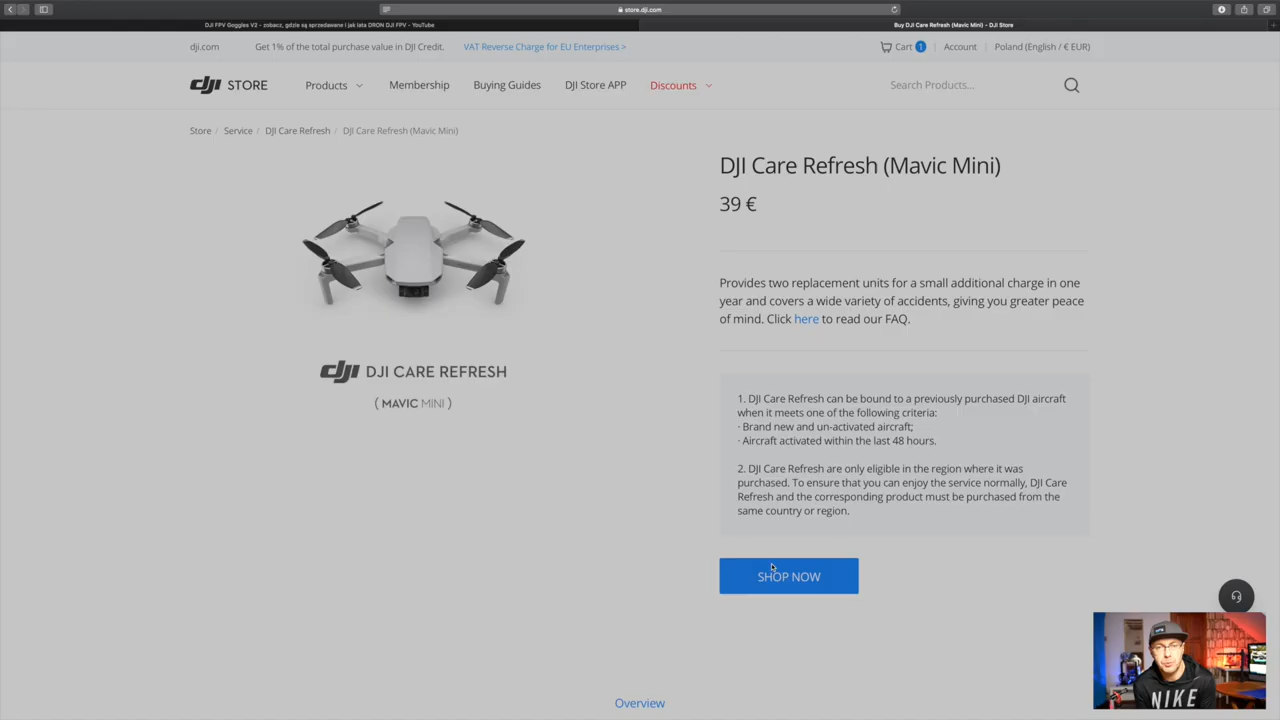 store.dji.com
DJI FPV Goggles V2 - zobacz, gdzie są sprzedawane i jak lata DRON DJI FPV - YouTube
Buy DJI Care Refresh (Mavic Mini) - DJI Store
dji.com
Get 1% of the total purchase value in DJI Credit.
VAT Reverse Charge for EU Enterprises >
Cart 1
Account
Poland (English / € EUR)
dji STORE
Products
Membership
Buying Guides
DJI Store APP
Discounts
Search Products...
Store / Service / DJI Care Refresh / DJI Care Refresh (Mavic Mini)
DJI Care Refresh (Mavic Mini)
39 €
Provides two replacement units for a small additional charge in one
year and covers a wide variety of accidents, giving you greater peace
of mind. Click here to read our FAQ.
dji DJI CARE REFRESH
( MAVIC MINI )
1. DJI Care Refresh can be bound to a previously purchased DJI aircraft
when it meets one of the following criteria:
· Brand new and un-activated aircraft;
· Aircraft activated within the last 48 hours.
2. DJI Care Refresh are only eligible in the region where it was
purchased. To ensure that you can enjoy the service normally, DJI Care
Refresh and the corresponding product must be purchased from the
same country or region.
SHOP NOW
NIKE
Overview